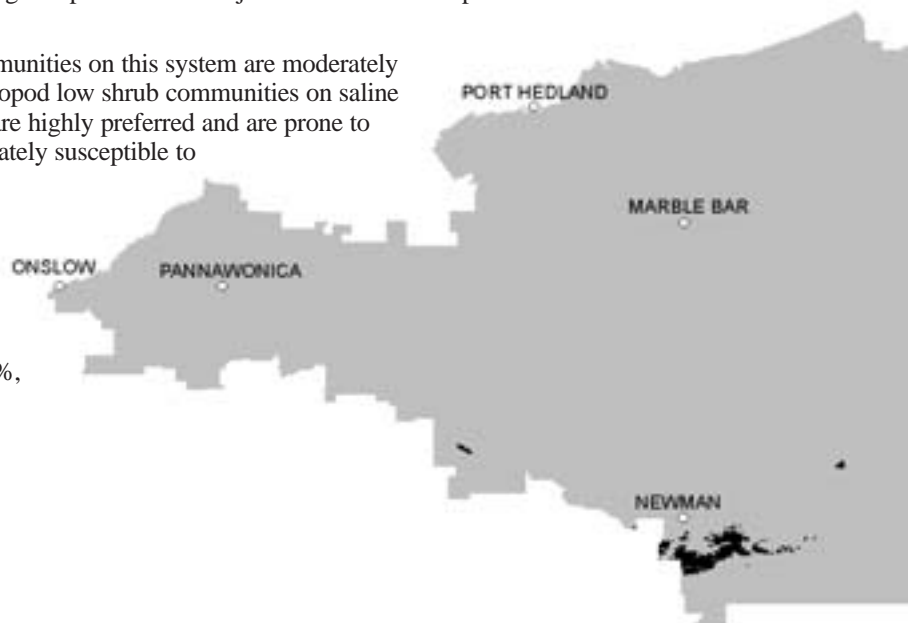 munities on this system are moderately
opod low shrub communities on saline
are highly preferred and are prone to
ately susceptible to
%,
PORT HEDLAND
MARBLE BAR
ONSLOW
PANNAWONICA
NEWMAN